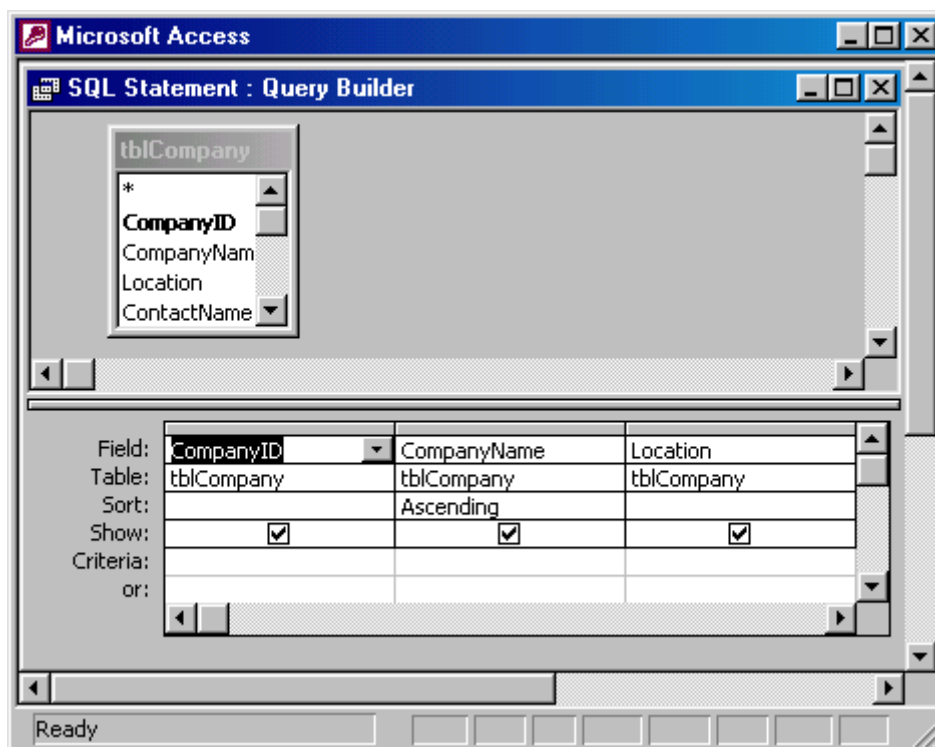 Microsoft Access
SQL Statement : Query Builder
tblCompany
*
CompanyID
CompanyNam
Location
ContactName
Field: CompanyID CompanyName Location
Table: tblCompany tblCompany tblCompany
Sort: Ascending
Show:
Criteria:
or:
Ready